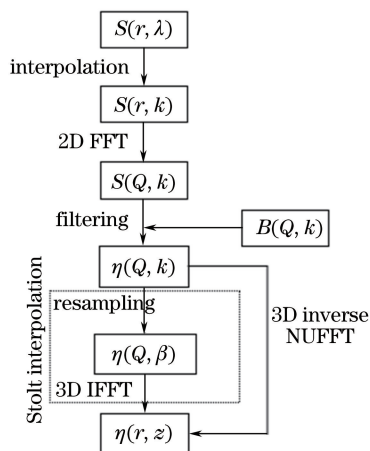 S(r, λ)
interpolation
S(r, k)
2D FFT
S(Q, k)
filtering
B(Q, k)
η(Q, k)
Stolt interpolation
resampling
η(Q, β)
3D IFFT
3D inverse
NUFFT
η(r, z)